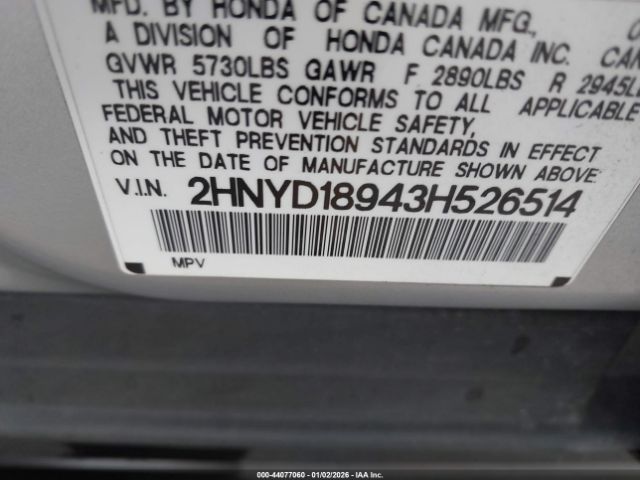 MFD. BY HONDA OF CANADA MFG.,
A DIVISION OF HONDA CANADA INC.
GVWR 5730LBS GAWR F 2890LBS R 2945L
THIS VEHICLE CONFORMS TO ALL APPLICABLE
FEDERAL MOTOR VEHICLE SAFETY,
AND THEFT PREVENTION STANDARDS IN EFFECT
ON THE DATE OF MANUFACTURE SHOWN ABOVE.
V.I.N. 2HNYD18943H526514
MPV
000-44077060 - 01/02/2026 - IAA Inc.